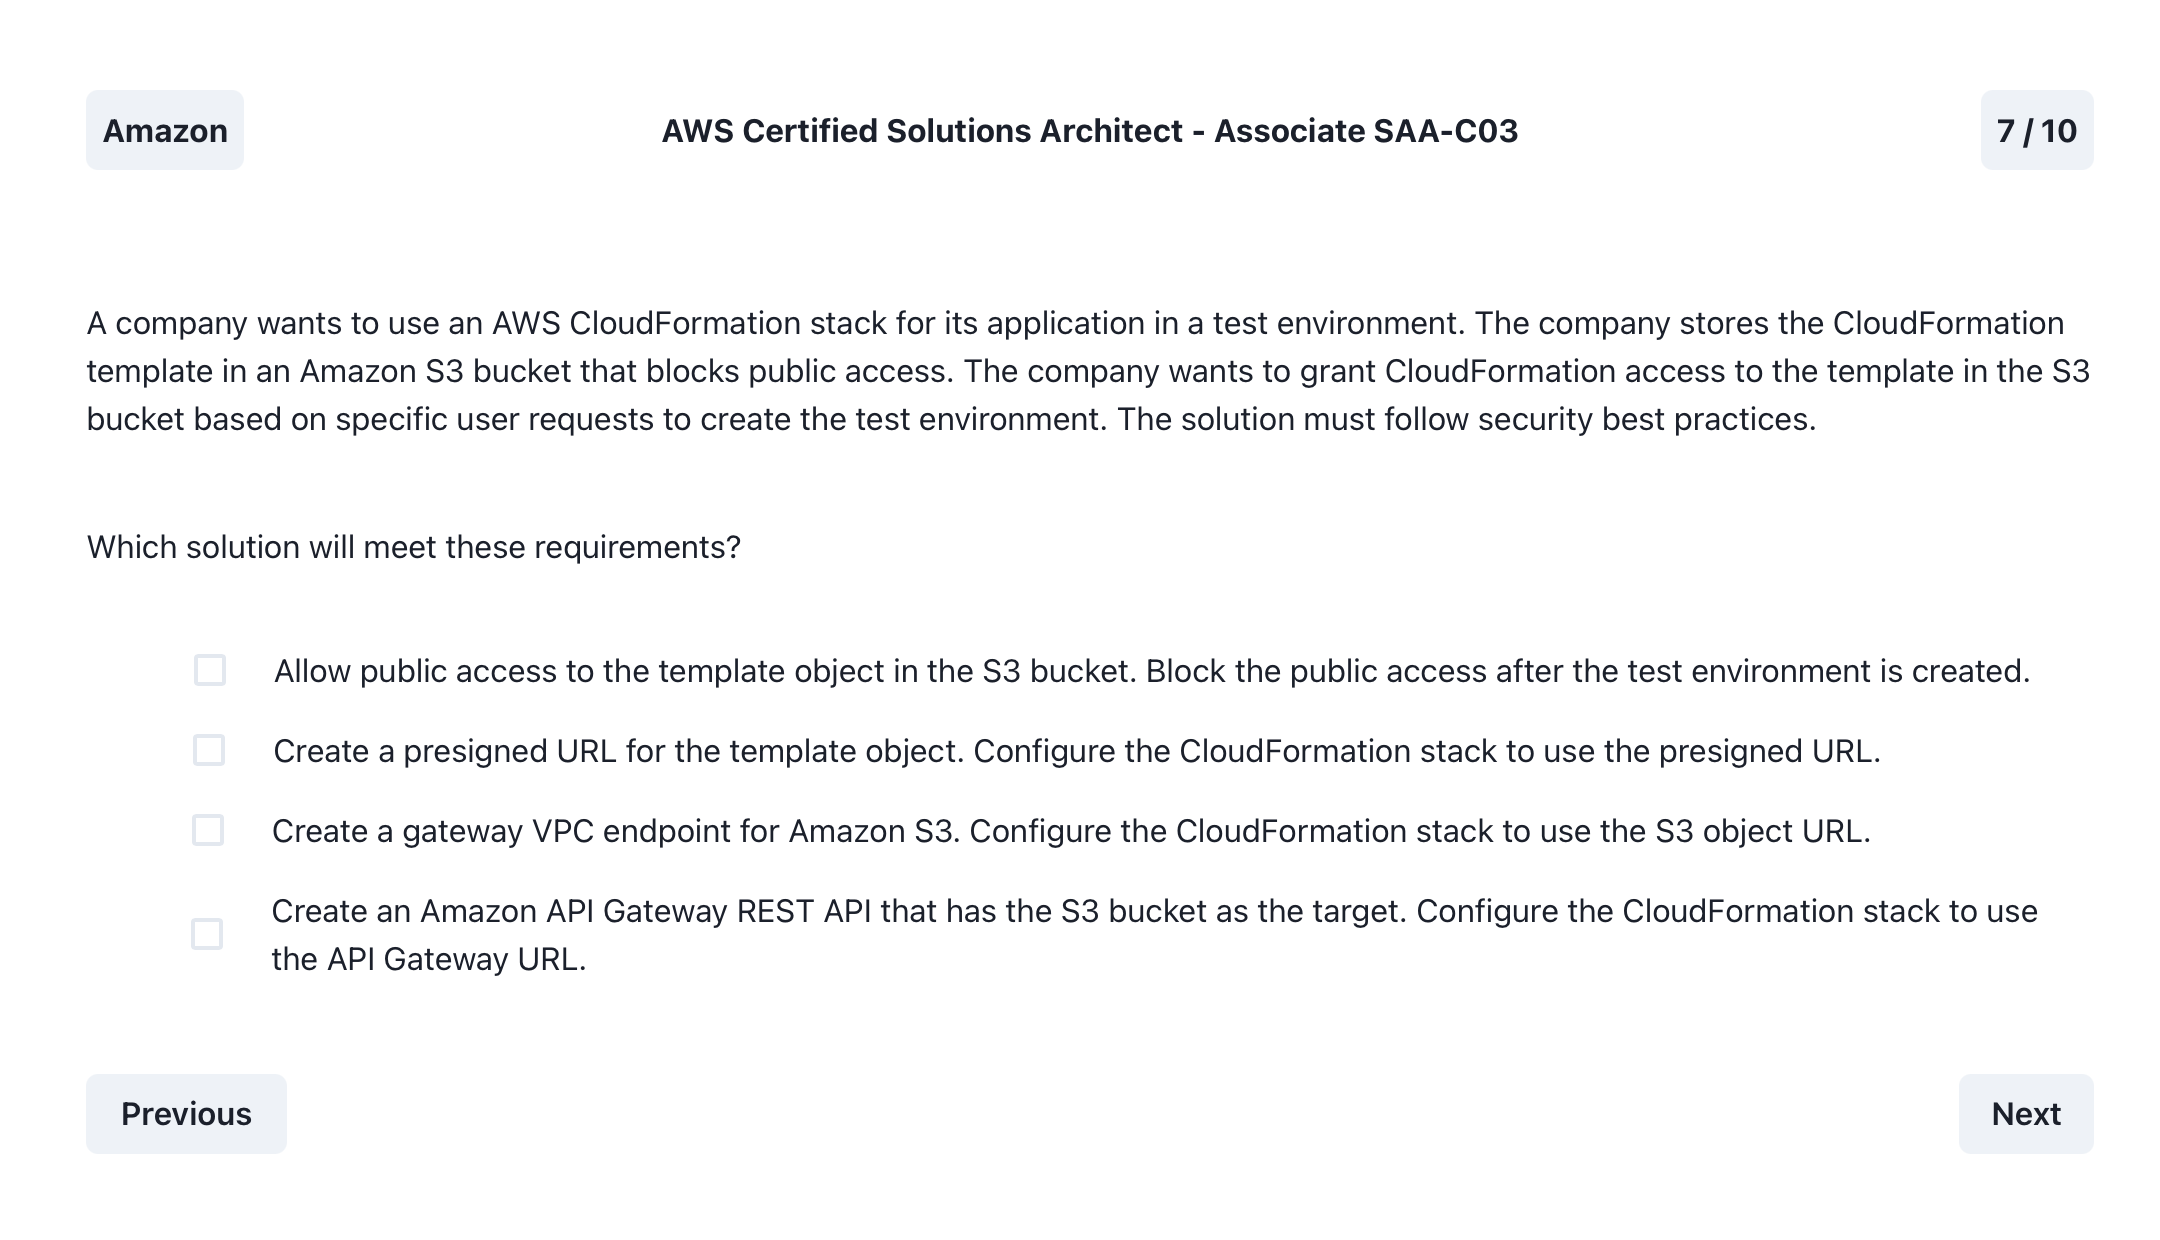 Amazon
AWS Certified Solutions Architect - Associate SAA-C03
7 / 10
A company wants to use an AWS CloudFormation stack for its application in a test environment. The company stores the CloudFormation
template in an Amazon S3 bucket that blocks public access. The company wants to grant CloudFormation access to the template in the S3
bucket based on specific user requests to create the test environment. The solution must follow security best practices.
Which solution will meet these requirements?
Allow public access to the template object in the S3 bucket. Block the public access after the test environment is created.
Create a presigned URL for the template object. Configure the CloudFormation stack to use the presigned URL.
Create a gateway VPC endpoint for Amazon S3. Configure the CloudFormation stack to use the S3 object URL.
Create an Amazon API Gateway REST API that has the S3 bucket as the target. Configure the CloudFormation stack to use
the API Gateway URL.
Previous
Next